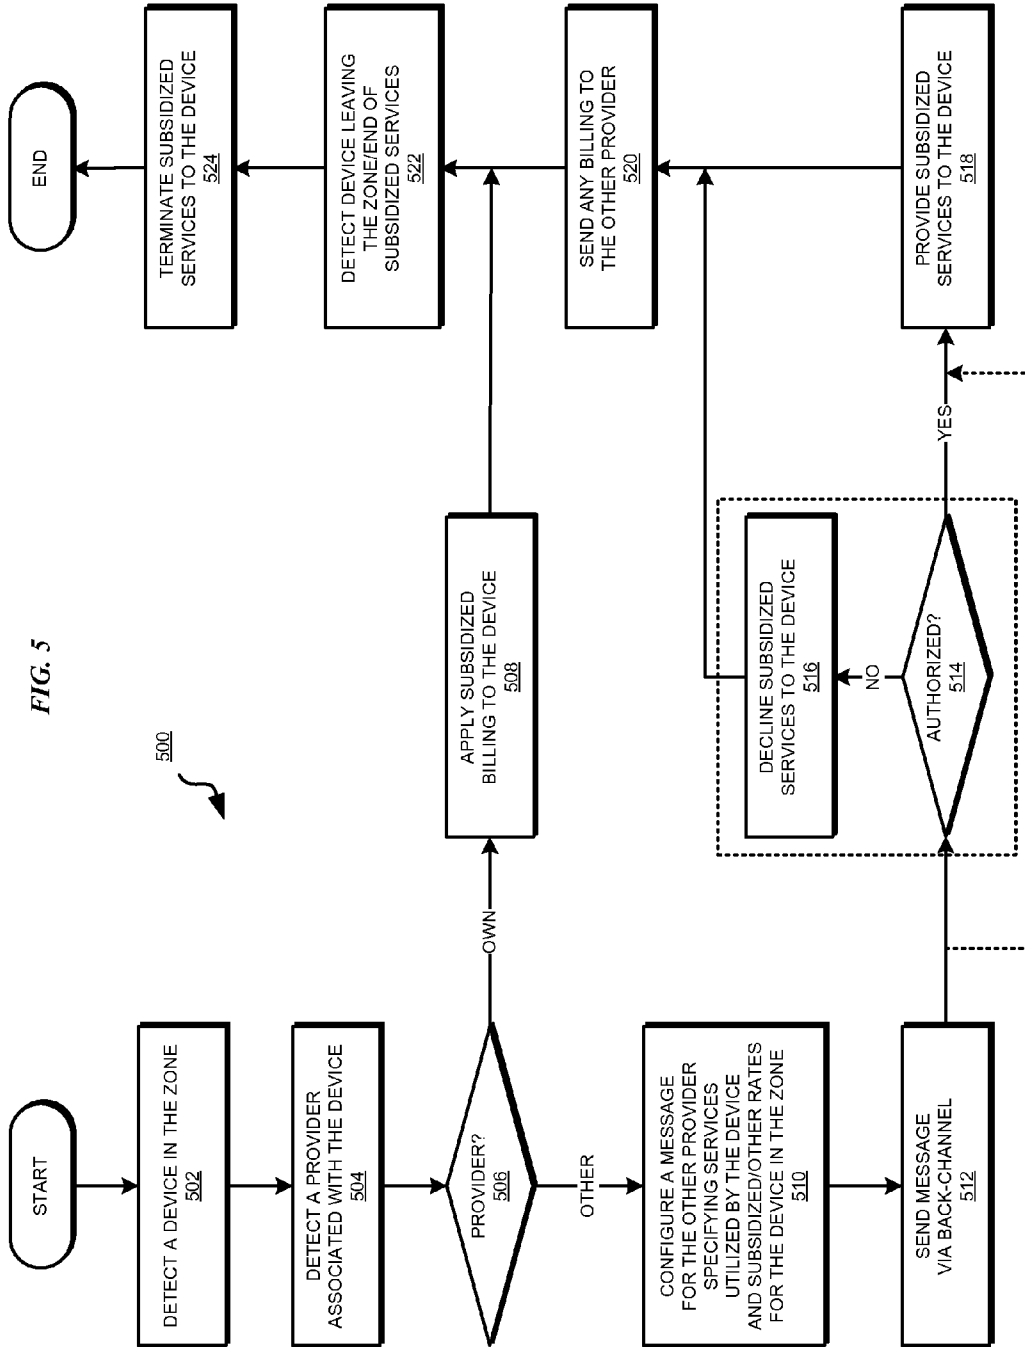 FIG. 5
500
START
DETECT A DEVICE IN THE ZONE
502
DETECT A PROVIDER
ASSOCIATED WITH THE DEVICE
504
PROVIDER?
506
OWN
OTHER
APPLY SUBSIDIZED
BILLING TO THE DEVICE
508
CONFIGURE A MESSAGE
FOR THE OTHER PROVIDER
SPECIFYING SERVICES
UTILIZED BY THE DEVICE
AND SUBSIDIZED/OTHER RATES
FOR THE DEVICE IN THE ZONE
510
SEND MESSAGE
VIA BACK-CHANNEL
512
AUTHORIZED?
514
NO
YES
DECLINE SUBSIDIZED
SERVICES TO THE DEVICE
516
PROVIDE SUBSIDIZED
SERVICES TO THE DEVICE
518
SEND ANY BILLING TO
THE OTHER PROVIDER
520
DETECT DEVICE LEAVING
THE ZONE/END OF
SUBSIDIZED SERVICES
522
TERMINATE SUBSIDIZED
SERVICES TO THE DEVICE
524
END